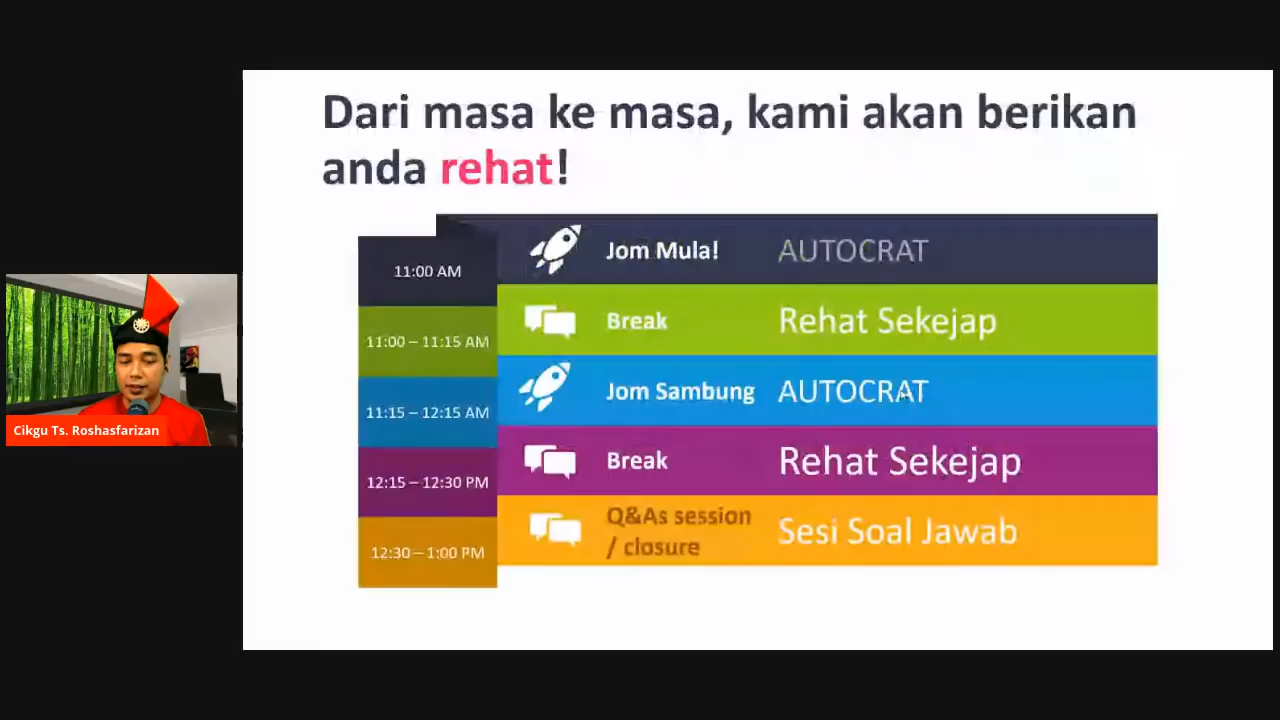 Dari masa ke masa, kami akan berikan
anda rehat!
11:00 AM Jom Mula! AUTOCRAT
11:00 – 11:15 AM Break Rehat Sekejap
11:15 – 12:15 AM Jom Sambung AUTOCRAT
12:15 – 12:30 PM Break Rehat Sekejap
12:30 – 1:00 PM Q&As session
/ closure Sesi Soal Jawab
Cikgu Ts. Roshasfarizan